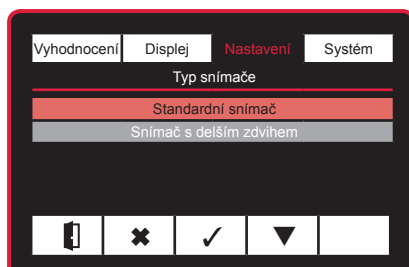 Vyhodnocení Displej Nastavení Systém
Typ snímače
Standardní snímač
Snímač s delším zdvihem